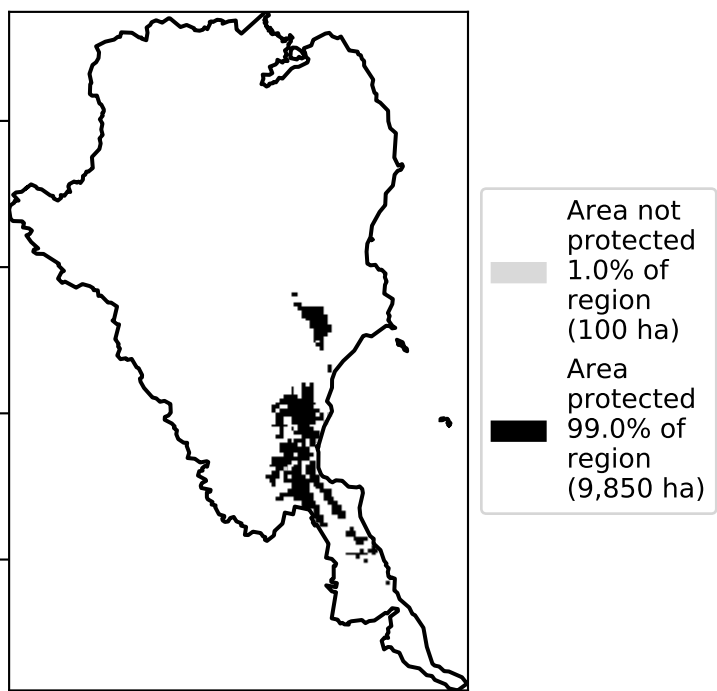 Area not
protected
1.0% of
region
(100 ha)
Area
protected
99.0% of
region
(9,850 ha)